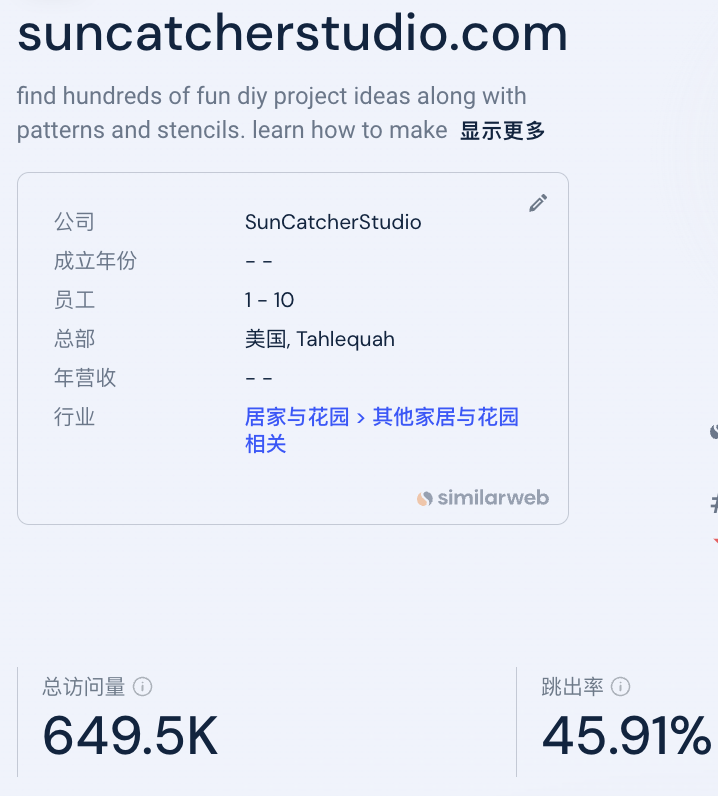 suncatcherstudio.com
find hundreds of fun diy project ideas along with
patterns and stencils. learn how to make 显示更多
公司 SunCatcherStudio
成立年份 - -
员工 1 - 10
总部 美国, Tahlequah
年营收 - -
行业 居家与花园 > 其他家居与花园
相关
similarweb
总访问量
649.5K
跳出率
45.91%